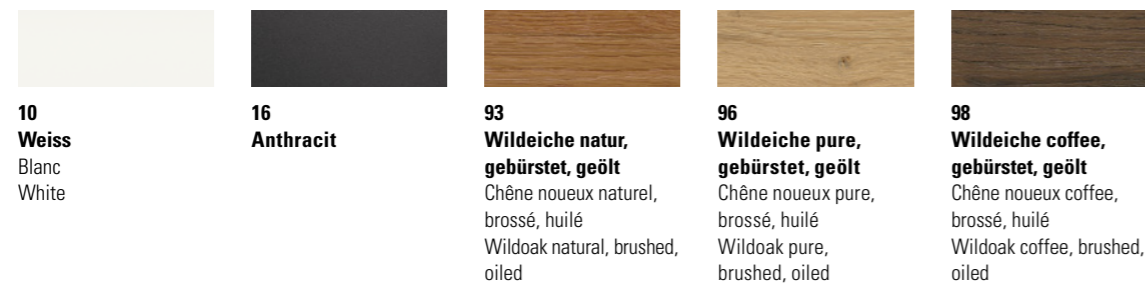 10
Weiss
Blanc
White
16
Anthracit
93
Wildeiche natur,
gebürstet, geölt
Chêne noueux naturel,
brossé, huilé
Wildoak natural, brushed,
oiled
96
Wildeiche pure,
gebürstet, geölt
Chêne noueux pure,
brossé, huilé
Wildoak pure,
brushed, oiled
98
Wildeiche coffee,
gebürstet, geölt
Chêne noueux coffee,
brossé, huilé
Wildoak coffee, brushed,
oiled